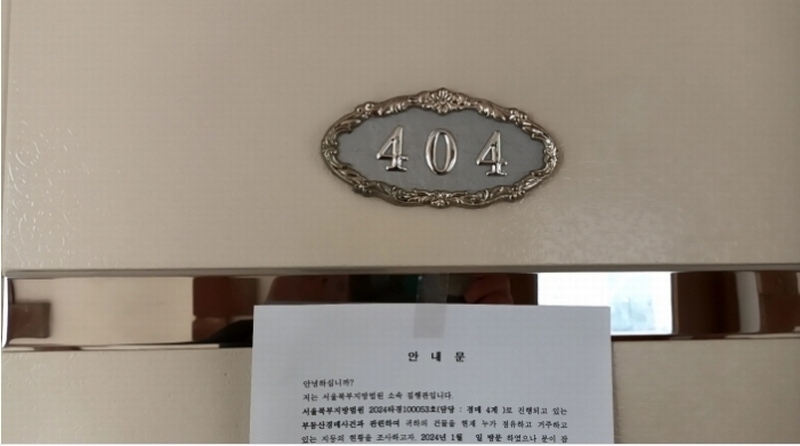 404
안 내 문
안녕하십니까?
저는 서울북부지방법원 소속 집행관입니다.
서울북부지방법원 2024타경100053호(담당 : 경매 4계 )로 진행되고 있는
부동산경매사건과 관련하여 귀하의 건물을 현재 누가 점유하고 거주하고
있는 지등의 현황을 조사하고자, 2024년 1월 일 방문 하였으나 문이 잠